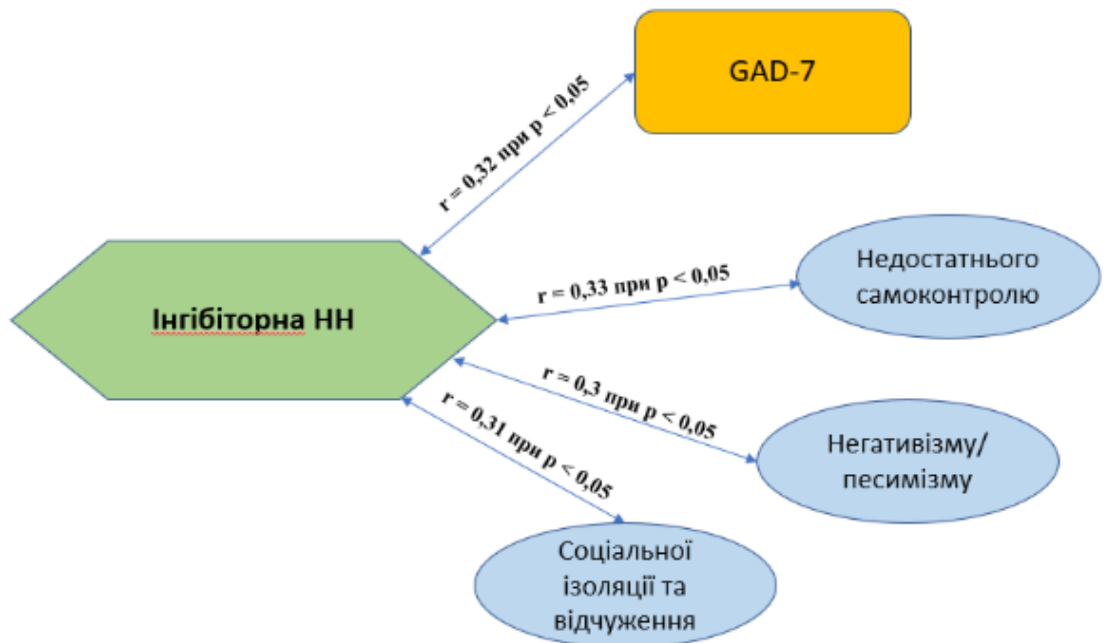 GAD-7
r = 0,32 при p < 0,05
Недостатнього
самоконтролю
r = 0,33 при p < 0,05
Інгібіторна НН
r = 0,3 при p < 0,05
Негативізму/
песимізму
r = 0,31 при p < 0,05
Соціальної
ізоляції та
відчуження